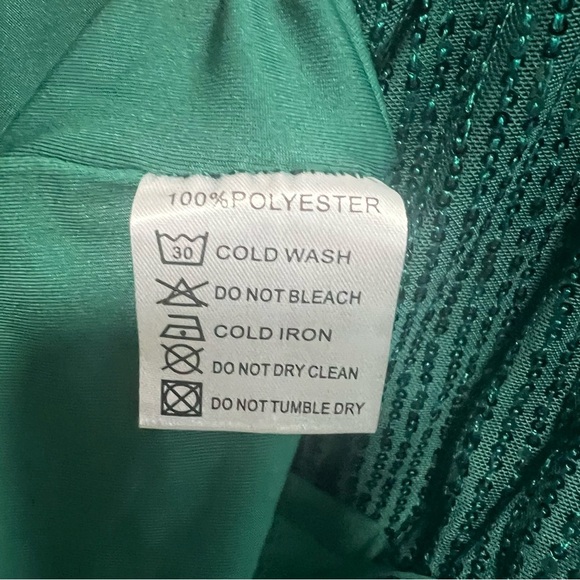 100%POLYESTER
30 COLD WASH
DO NOT BLEACH
COLD IRON
DO NOT DRY CLEAN
DO NOT TUMBLE DRY